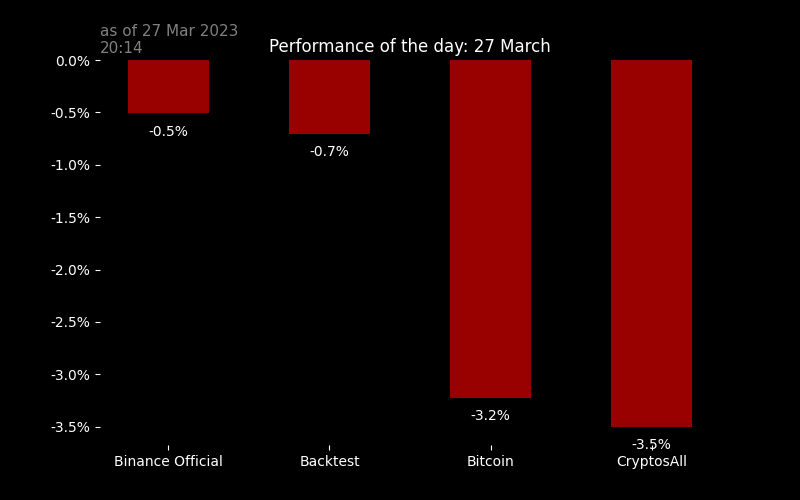 as of 27 Mar 2023
20:14
Performance of the day: 27 March
0.0%
-0.5%
-1.0%
-1.5%
-2.0%
-2.5%
-3.0%
-3.5%
-0.5%
-0.7%
-3.2%
-3.5%
Binance Official
Backtest
Bitcoin
CryptosAll